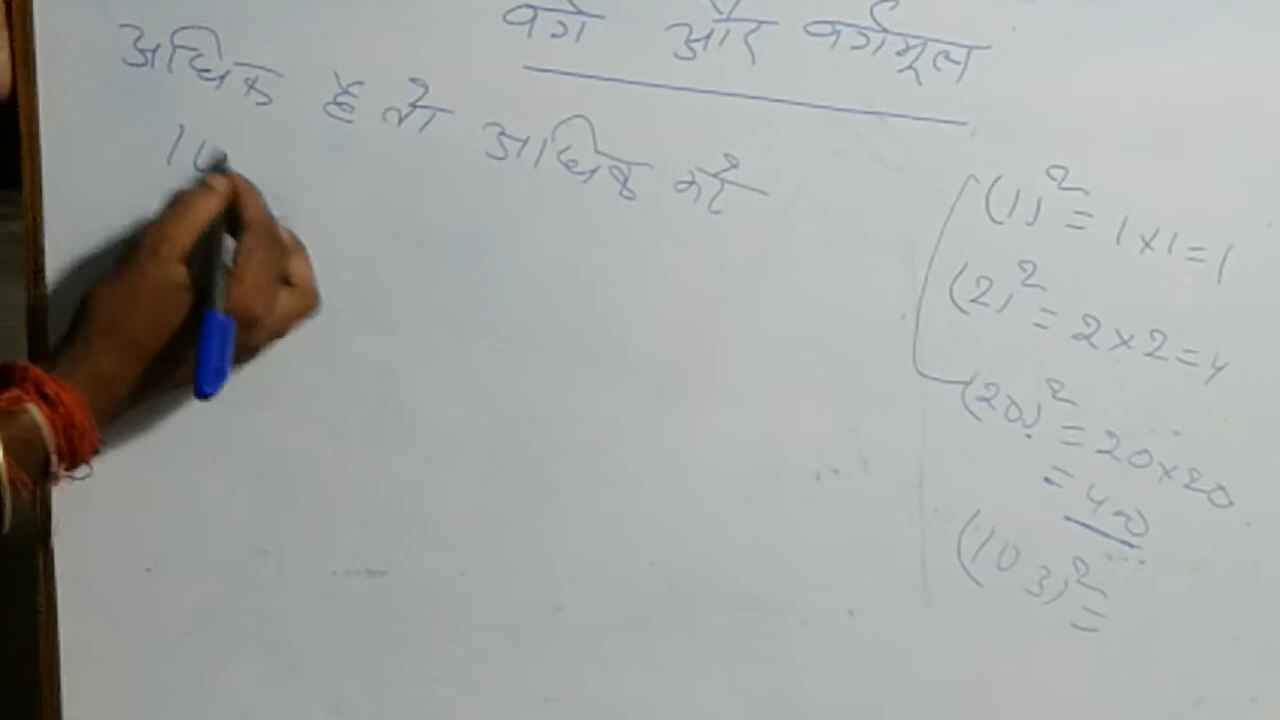 वर्ग और वर्गमूल
अधिक है तो अधिक करे
(1)² = 1×1=1
(2)² = 2×2=4
(20)² = 20×20
= 400
(103)² =